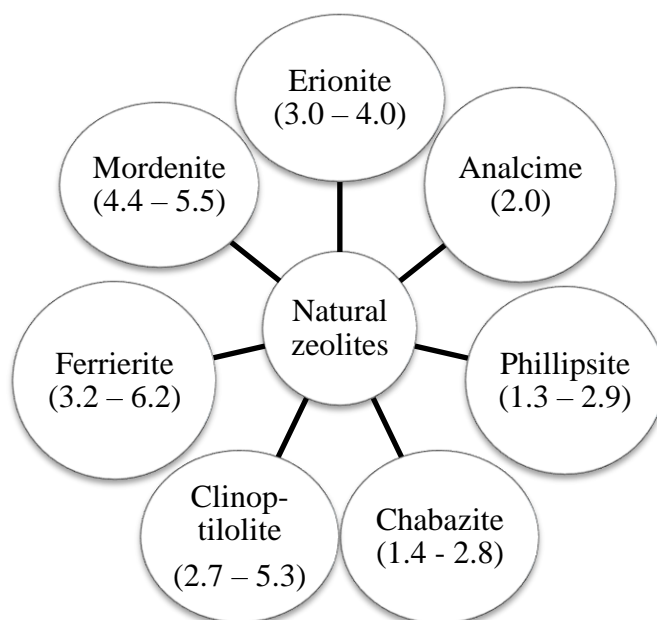 Erionite
(3.0 – 4.0)
Mordenite
(4.4 – 5.5)
Analcime
(2.0)
Natural
zeolites
Ferrierite
(3.2 – 6.2)
Phillipsite
(1.3 – 2.9)
Clinop-
tilolite
(2.7 – 5.3)
Chabazite
(1.4 - 2.8)